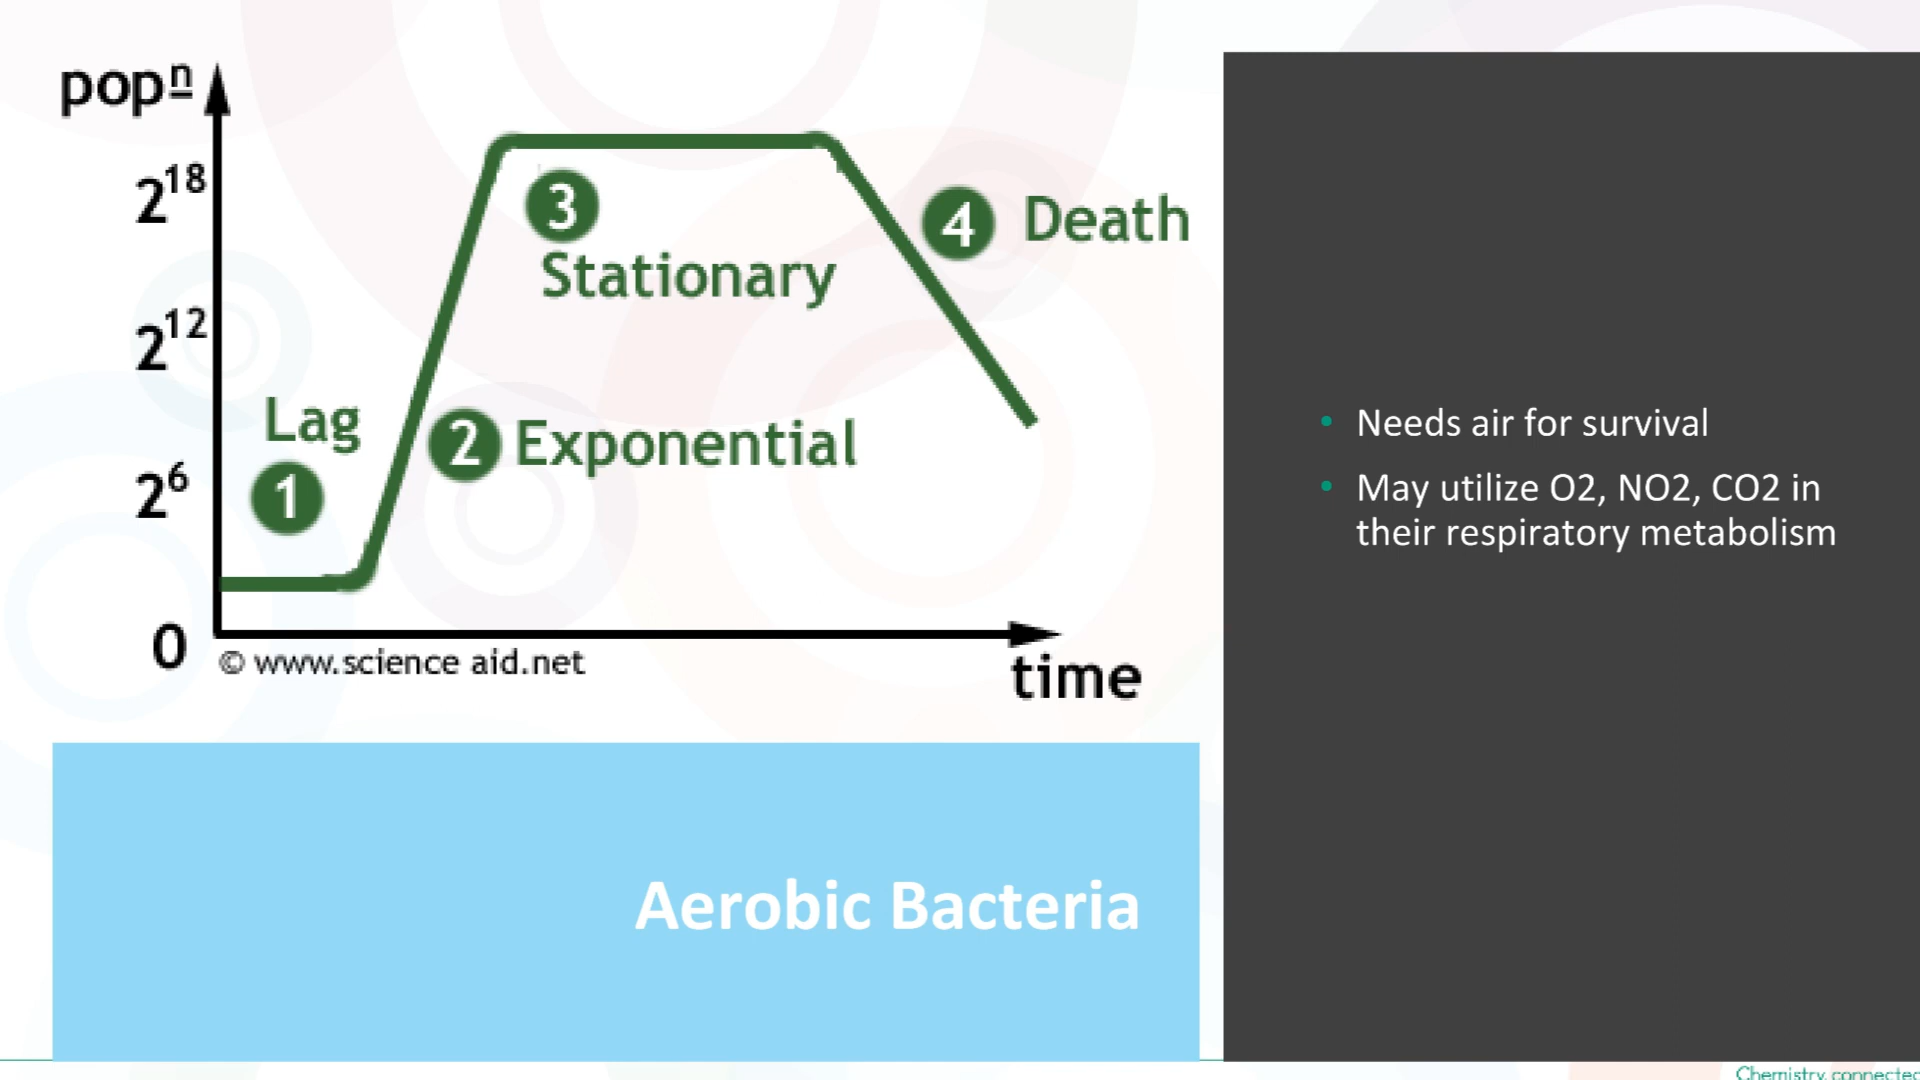 popⁿ
2¹⁸
2¹²
2⁶
0
Lag
1
2 Exponential
3
Stationary
4 Death
time
© www.science aid.net
Aerobic Bacteria
• Needs air for survival
• May utilize O2, NO2, CO2 in
their respiratory metabolism
Chemistry, connected